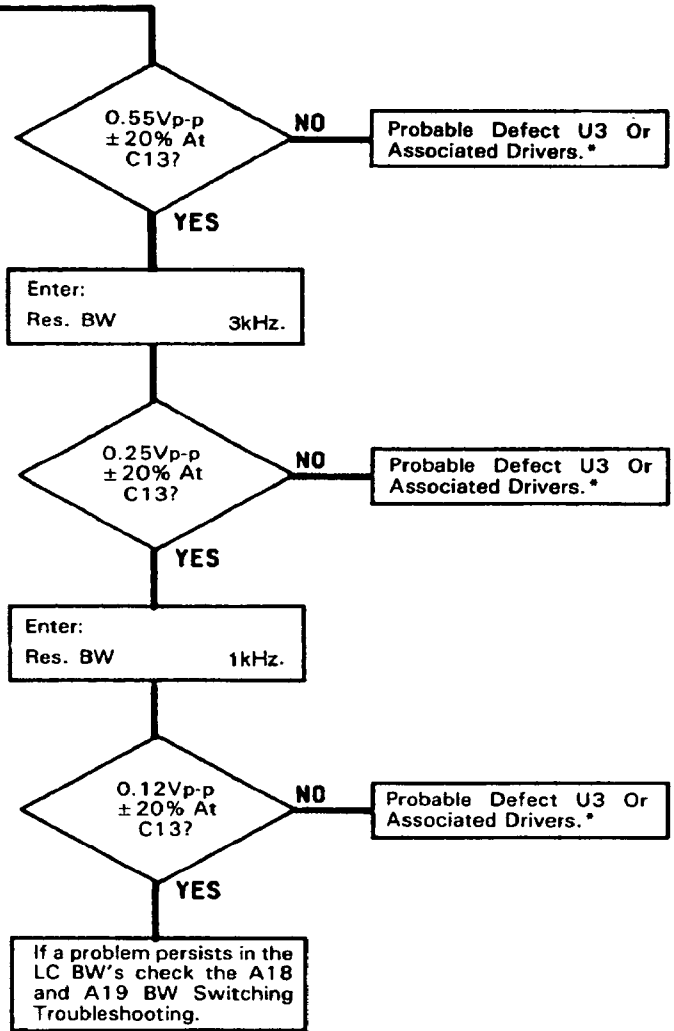 0.55Vp-p
±20% At
C13?
NO
Probable Defect U3 Or
Associated Drivers.*
YES
Enter:
Res. BW 3kHz.
0.25Vp-p
±20% At
C13?
NO
Probable Defect U3 Or
Associated Drivers.*
YES
Enter:
Res. BW 1kHz.
0.12Vp-p
±20% At
C13?
NO
Probable Defect U3 Or
Associated Drivers.*
YES
If a problem persists in the
LC BW's check the A18
and A19 BW Switching
Troubleshooting.